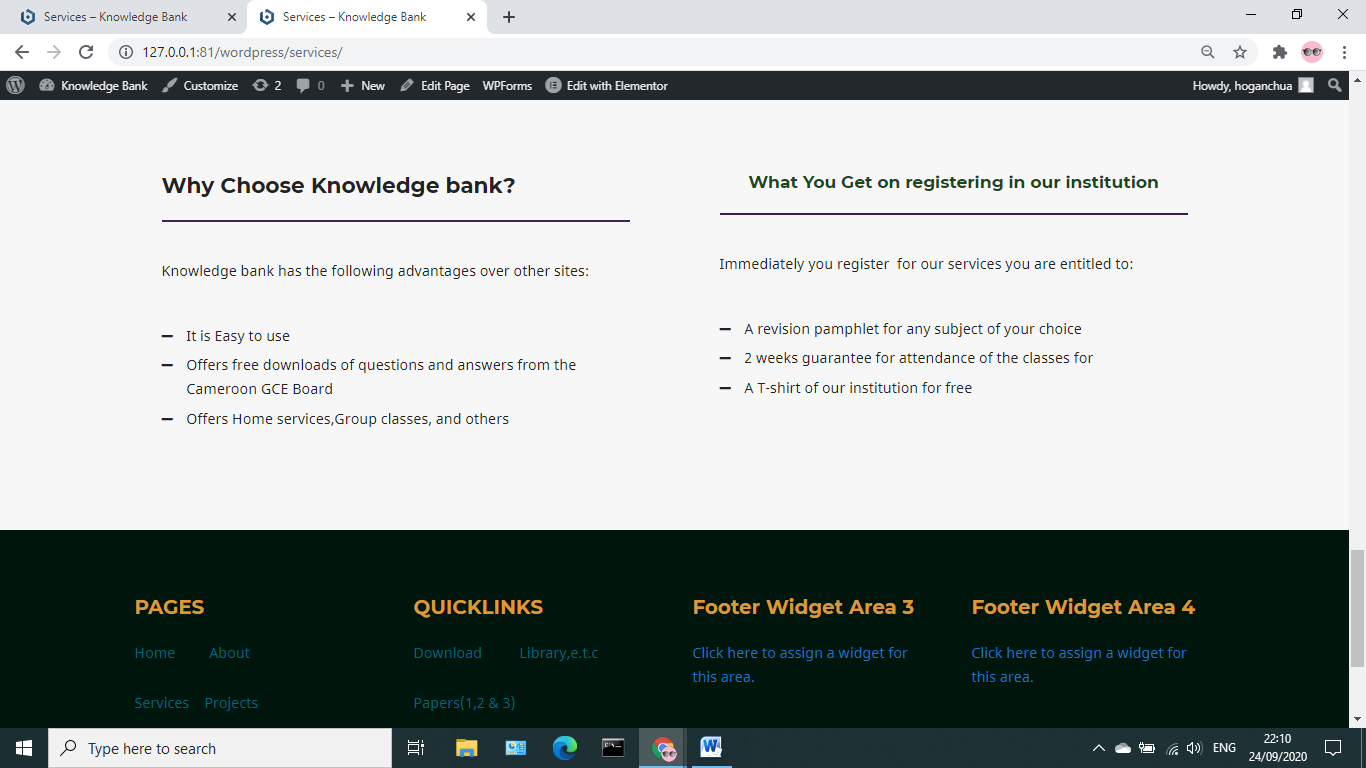 Services – Knowledge Bank
Services – Knowledge Bank
127.0.0.1:81/wordpress/services/
Knowledge Bank Customize 2 0 New Edit Page WPForms Edit with Elementor Howdy, hoganchua
Why Choose Knowledge bank?
Knowledge bank has the following advantages over other sites:
It is Easy to use
Offers free downloads of questions and answers from the
Cameroon GCE Board
Offers Home services,Group classes, and others
What You Get on registering in our institution
Immediately you register  for our services you are entitled to:
A revision pamphlet for any subject of your choice
2 weeks guarantee for attendance of the classes for
A T-shirt of our institution for free
PAGES
Home About
Services Projects
QUICKLINKS
Download Library,e.t.c
Papers(1,2 & 3)
Footer Widget Area 3
Click here to assign a widget for
this area.
Footer Widget Area 4
Click here to assign a widget for
this area.
Type here to search
ENG
22:10
24/09/2020